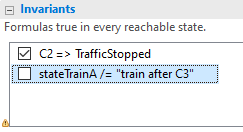 Invariants
Formulas true in every reachable state.
C2 => TrafficStopped
stateTrainA /= "train after C3"